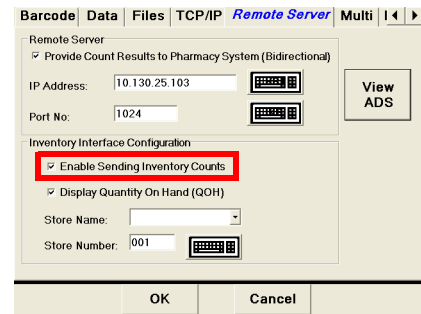 Barcode Data Files TCP/IP Remote Server Multi
Remote Server
Provide Count Results to Pharmacy System (Bidirectional)
IP Address: 10.130.25.103
View
ADS
Port No: 1024
Inventory Interface Configuration
Enable Sending Inventory Counts
Display Quantity On Hand (QOH)
Store Name:
Store Number: 001
OK Cancel